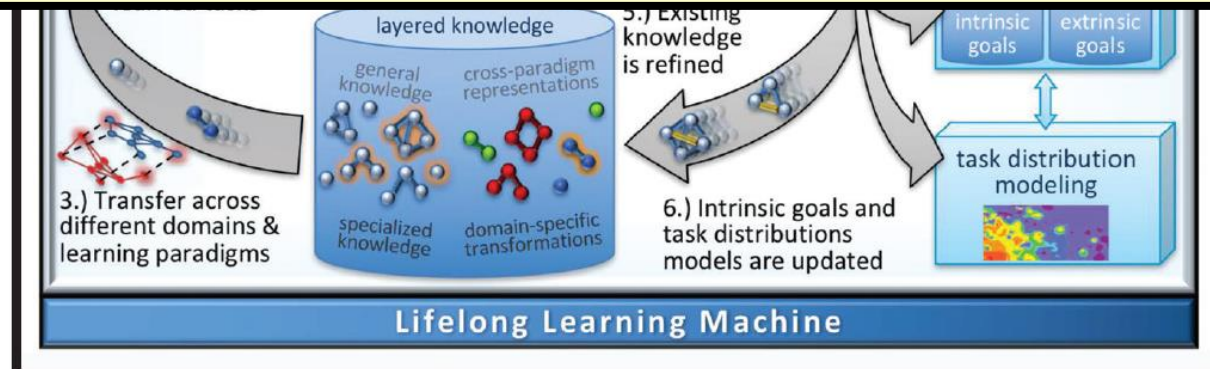 layered knowledge
general
knowledge
cross-paradigm
representations
specialized
knowledge
domain-specific
transformations
3.) Transfer across
different domains &
learning paradigms
5.) Existing
knowledge
is refined
6.) Intrinsic goals and
task distributions
models are updated
intrinsic
goals
extrinsic
goals
task distribution
modeling
Lifelong Learning Machine